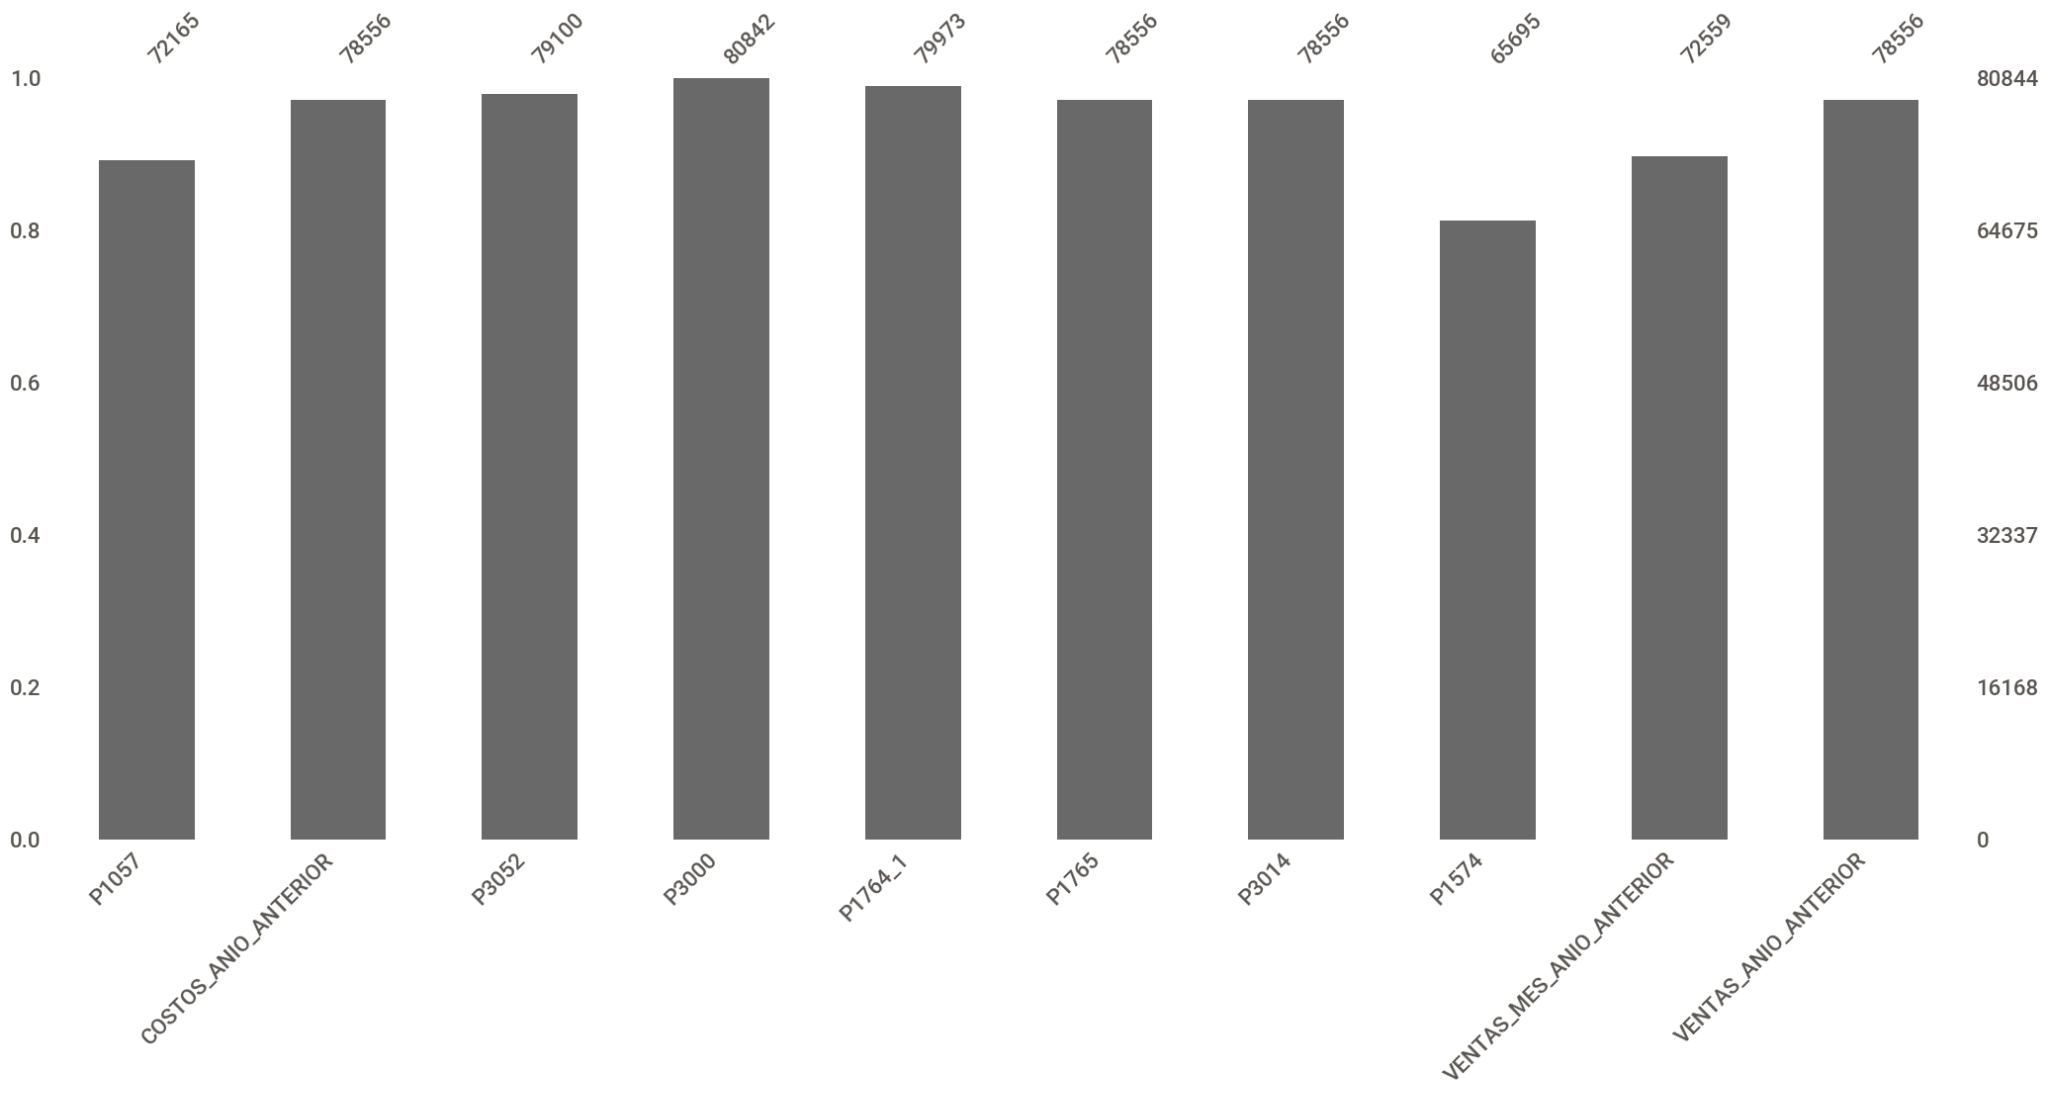 72165
78556
79100
80842
79973
78556
78556
65695
72559
78556
1.0
80844
0.8
64675
0.6
48506
0.4
32337
0.2
16168
0.0
0
P1057
COSTOS_ANIO_ANTERIOR
P3052
P3000
P1764_1
P1765
P3014
P1574
VENTAS_MES_ANIO_ANTERIOR
VENTAS_ANIO_ANTERIOR